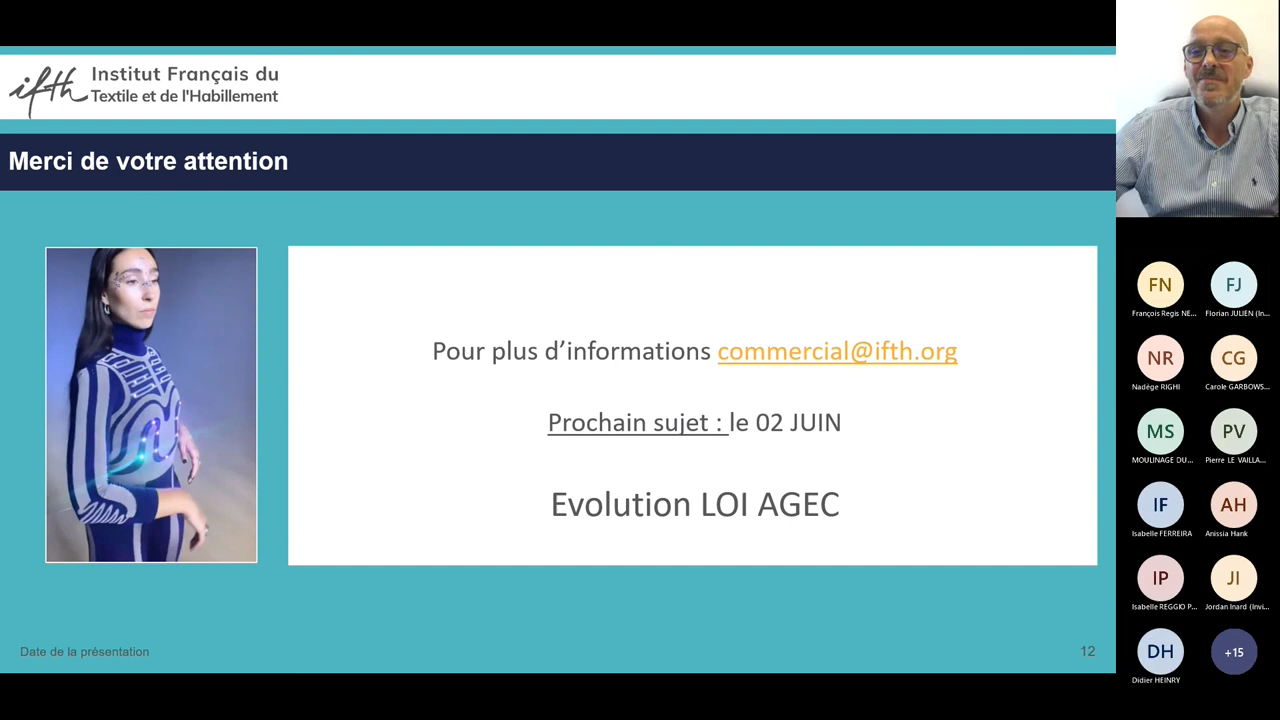 ifth
Institut Français du
Textile et de l'Habillement
Merci de votre attention
Pour plus d’informations commercial@ifth.org
Prochain sujet : le 02 JUIN
Evolution LOI AGEC
Date de la présentation
12
FN
FJ
François Regis NE...
Florian JULIEN (In...
NR
CG
Nadège RIGHI
Carole GARBOWS...
MS
PV
MOULINAGE DU...
Pierre LE VAILLA...
IF
AH
Isabelle FERREIRA
Anissia Hank
IP
JI
Isabelle REGGIO P...
Jordan Inard (Invi...
DH
+15
Didier HEINRY